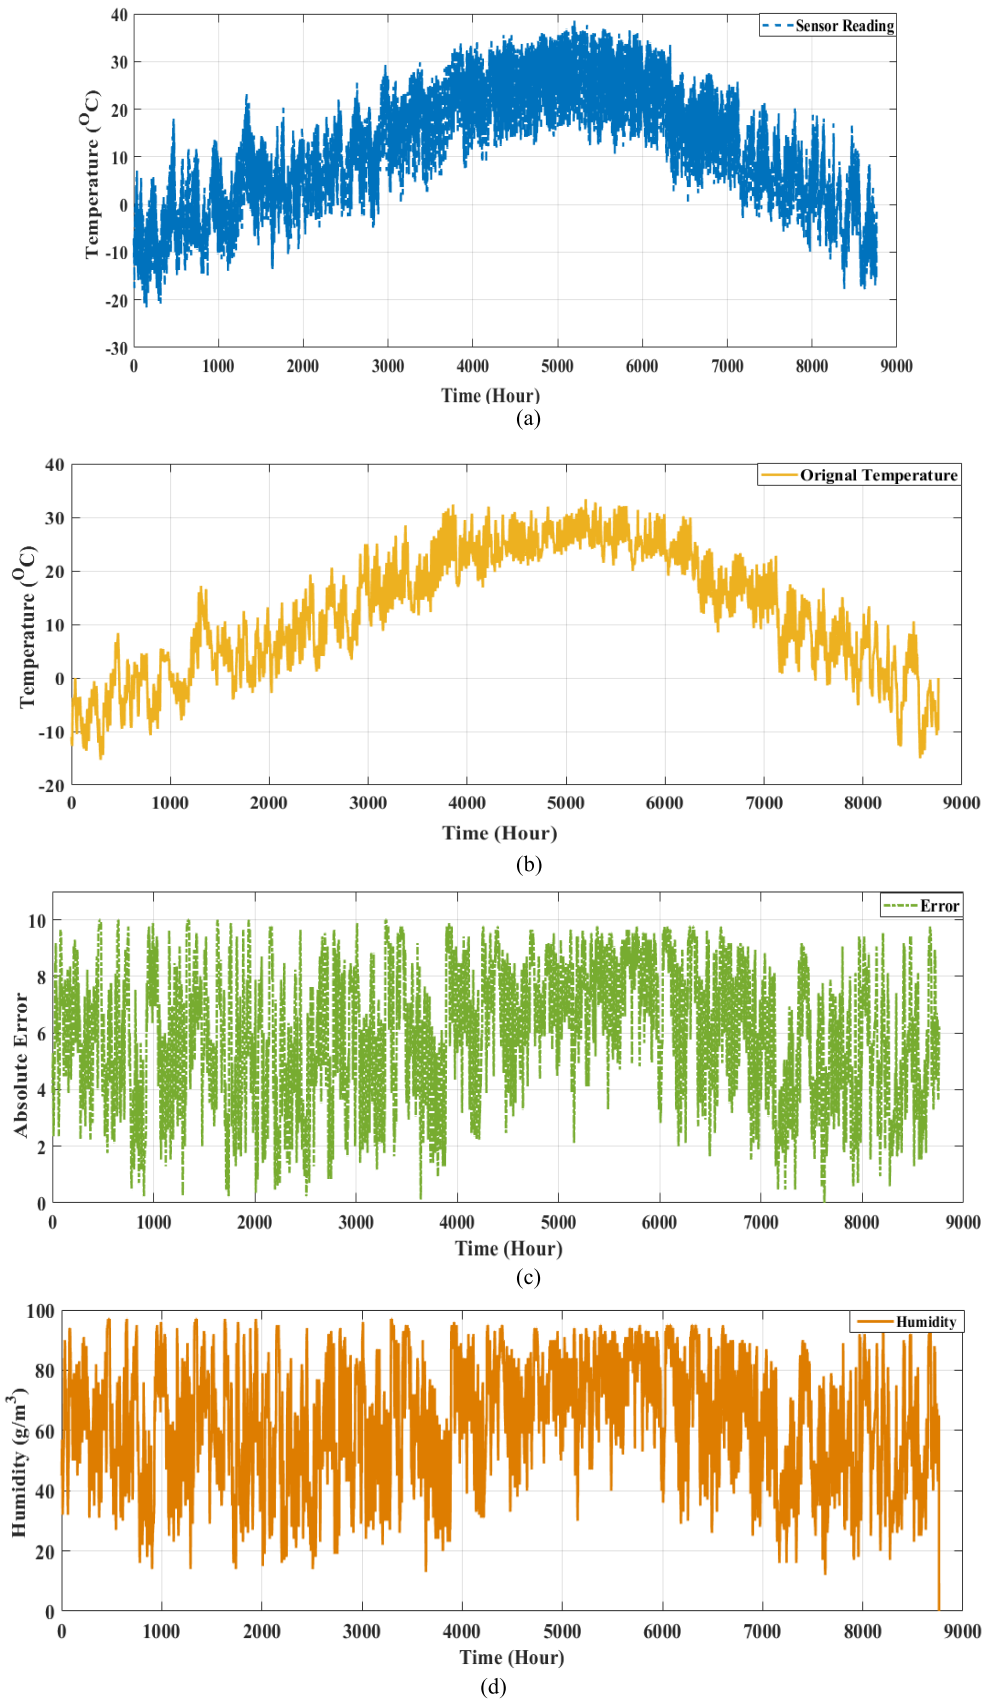 40
30
20
10
0
-10
-20
-30
Temperature (OC)
Sensor Reading
0 1000 2000 3000 4000 5000 6000 7000 8000 9000
Time (Hour)
(a)
40
30
20
10
0
-10
-20
Temperature (OC)
Orignal Temperature
0 1000 2000 3000 4000 5000 6000 7000 8000 9000
Time (Hour)
(b)
10
8
6
4
2
0
Absolute Error
Error
0 1000 2000 3000 4000 5000 6000 7000 8000 9000
Time (Hour)
(c)
100
80
60
40
20
0
Humidity (g/m3)
Humidity
0 1000 2000 3000 4000 5000 6000 7000 8000 9000
Time (Hour)
(d)